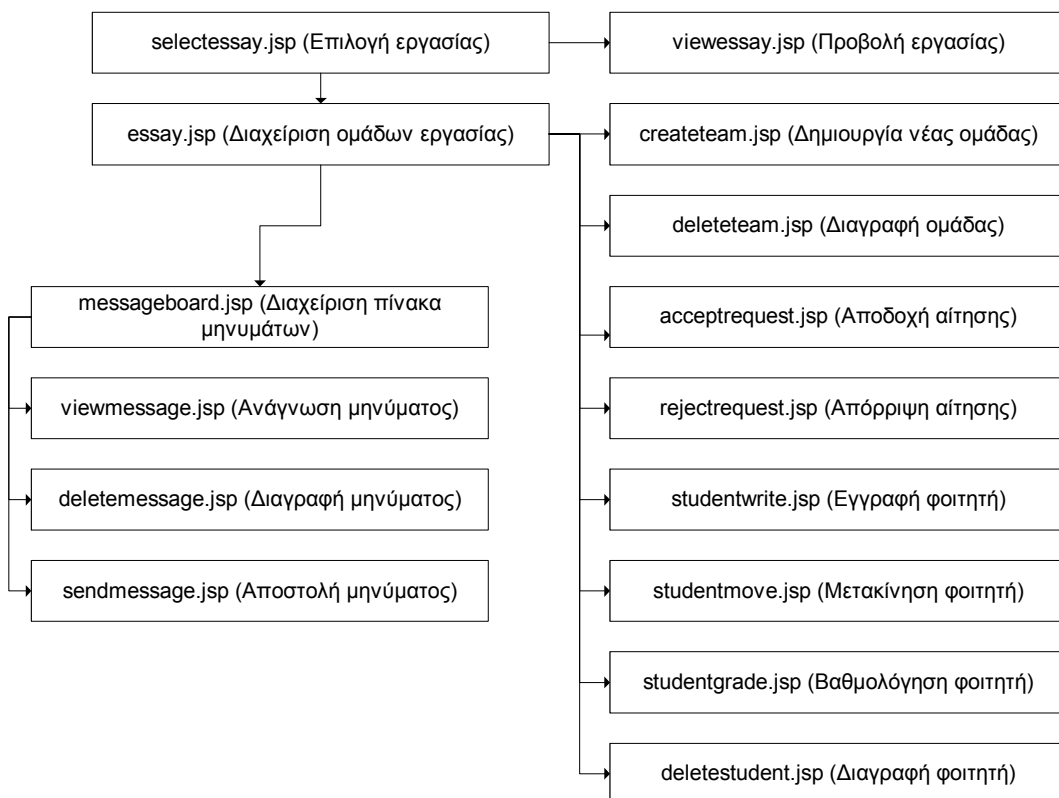 selectessay.jsp (Επιλογή εργασίας)
viewessay.jsp (Προβολή εργασίας)
essay.jsp (Διαχείριση ομάδων εργασίας)
createteam.jsp (Δημιουργία νέας ομάδας)
deleteteam.jsp (Διαγραφή ομάδας)
messageboard.jsp (Διαχείριση πίνακα
μηνυμάτων)
acceptrequest.jsp (Αποδοχή αίτησης)
viewmessage.jsp (Ανάγνωση μηνύματος)
rejectrequest.jsp (Απόρριψη αίτησης)
deletemessage.jsp (Διαγραφή μηνύματος)
studentwrite.jsp (Εγγραφή φοιτητή)
sendmessage.jsp (Αποστολή μηνύματος)
studentmove.jsp (Μετακίνηση φοιτητή)
studentgrade.jsp (Βαθμολόγηση φοιτητή)
deletestudent.jsp (Διαγραφή φοιτητή)